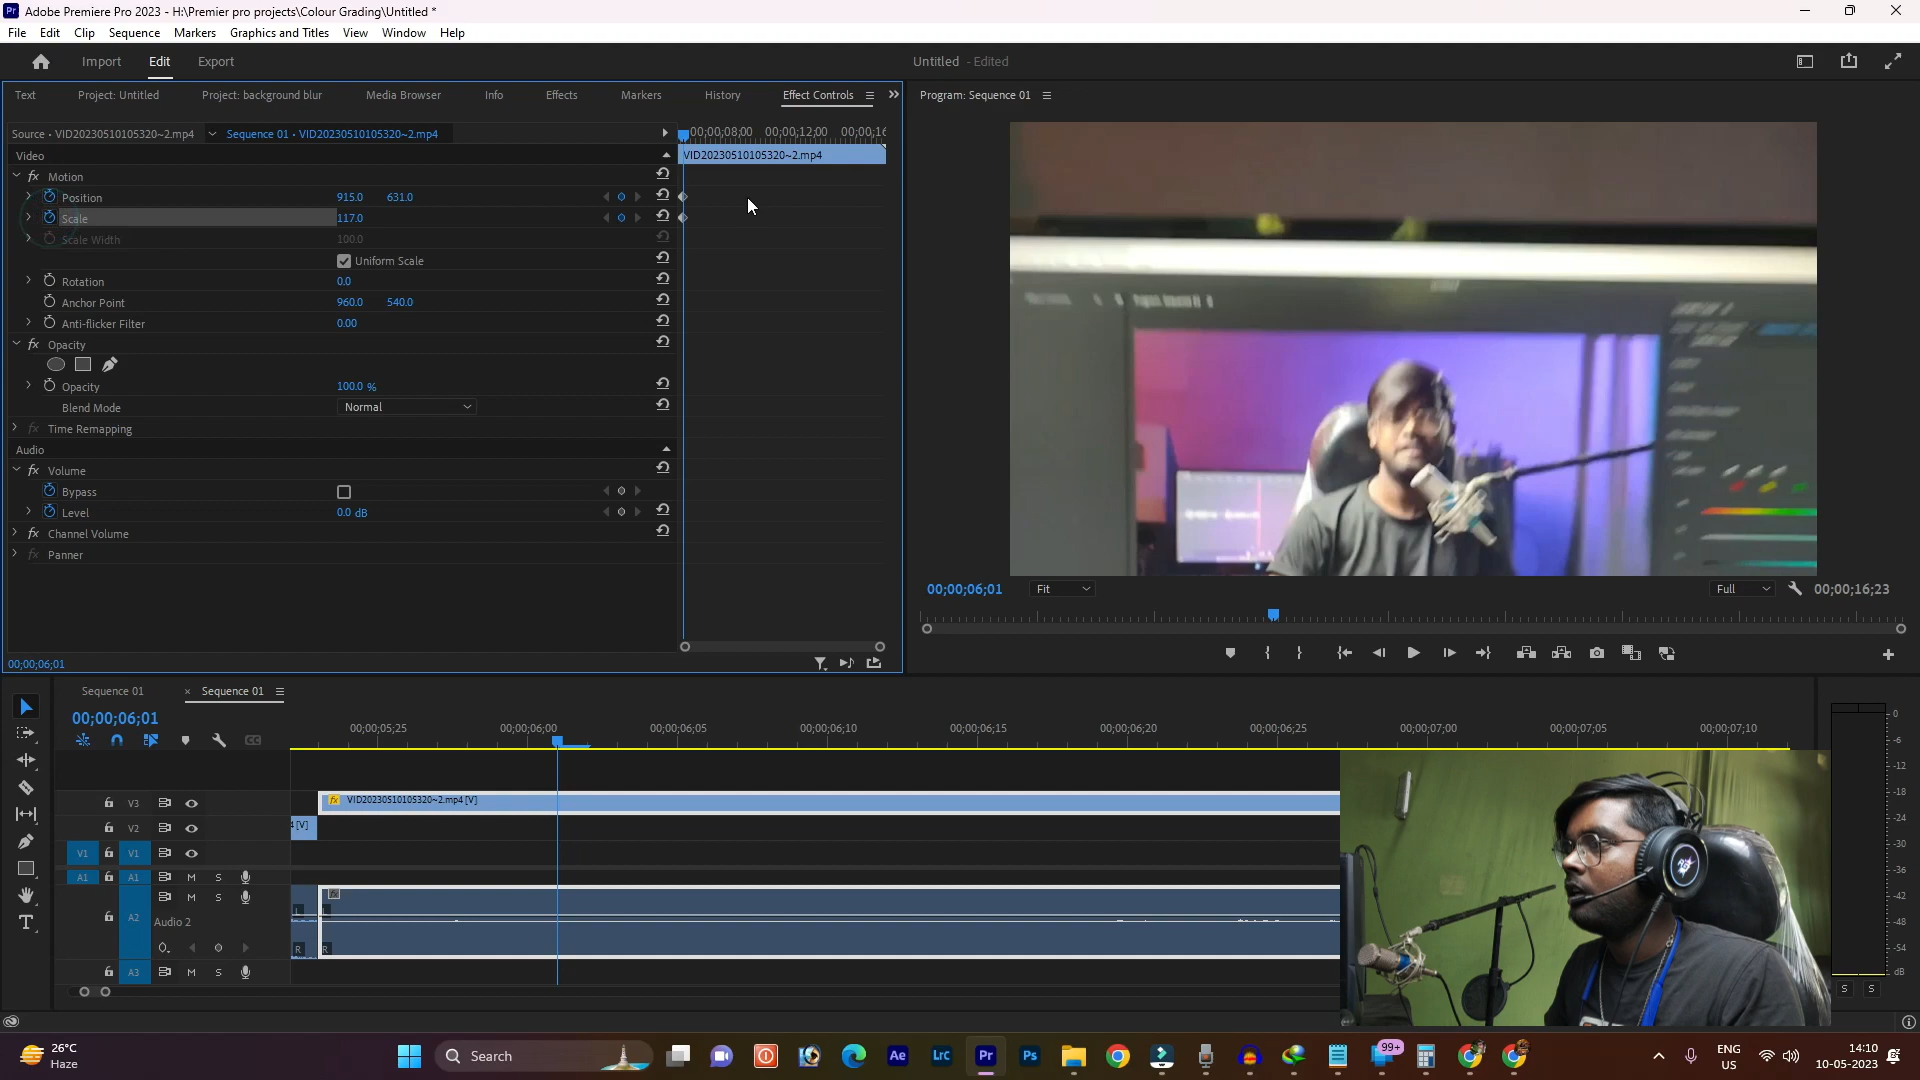 Pr Adobe Premiere Pro 2023 - H:\Premier pro projects\Colour Grading\Untitled *
File Edit Clip Sequence Markers Graphics and Titles View Window Help
Import Edit Export Untitled - Edited
Text Project: Untitled Project: background blur Media Browser Info Effects Markers History Effect Controls
Program: Sequence 01
Source • VID20230510105320~2.mp4 Sequence 01 • VID20230510105320~2.mp4
00;00;08;00 00;00;12;00 00;00;16
Video VID20230510105320~2.mp4
fx Motion
Position 915.0 631.0
Scale 117.0
Scale Width 100.0
Uniform Scale
Rotation 0.0
Anchor Point 960.0 540.0
Anti-flicker Filter 0.00
fx Opacity
Opacity 100.0 %
Blend Mode Normal
fx Time Remapping
Audio
fx Volume
Bypass
Level 0.0 dB
fx Channel Volume
fx Panner
00;00;06;01 Fit Full 00;00;16;23
00;00;06;01
Sequence 01 × Sequence 01
00;00;06;01
00;00;05;25 00;00;06;00 00;00;06;05 00;00;06;10 00;00;06;15 00;00;06;20 00;00;06;25 00;00;07;00 00;00;07;05 00;00;07;10
V3 fx VID20230510105320~2.mp4 [V]
V2 4 [V]
V1 V1
A1 A1 M S
M S fx
A2 Audio 2 L L
R R
A3 M S
0
-6
-12
-18
-24
-30
-36
-42
-48
-54
dB
S S
26°C
Haze
Search
Ae LrC Pr Ps 99+
ENG
US
14:10
10-05-2023